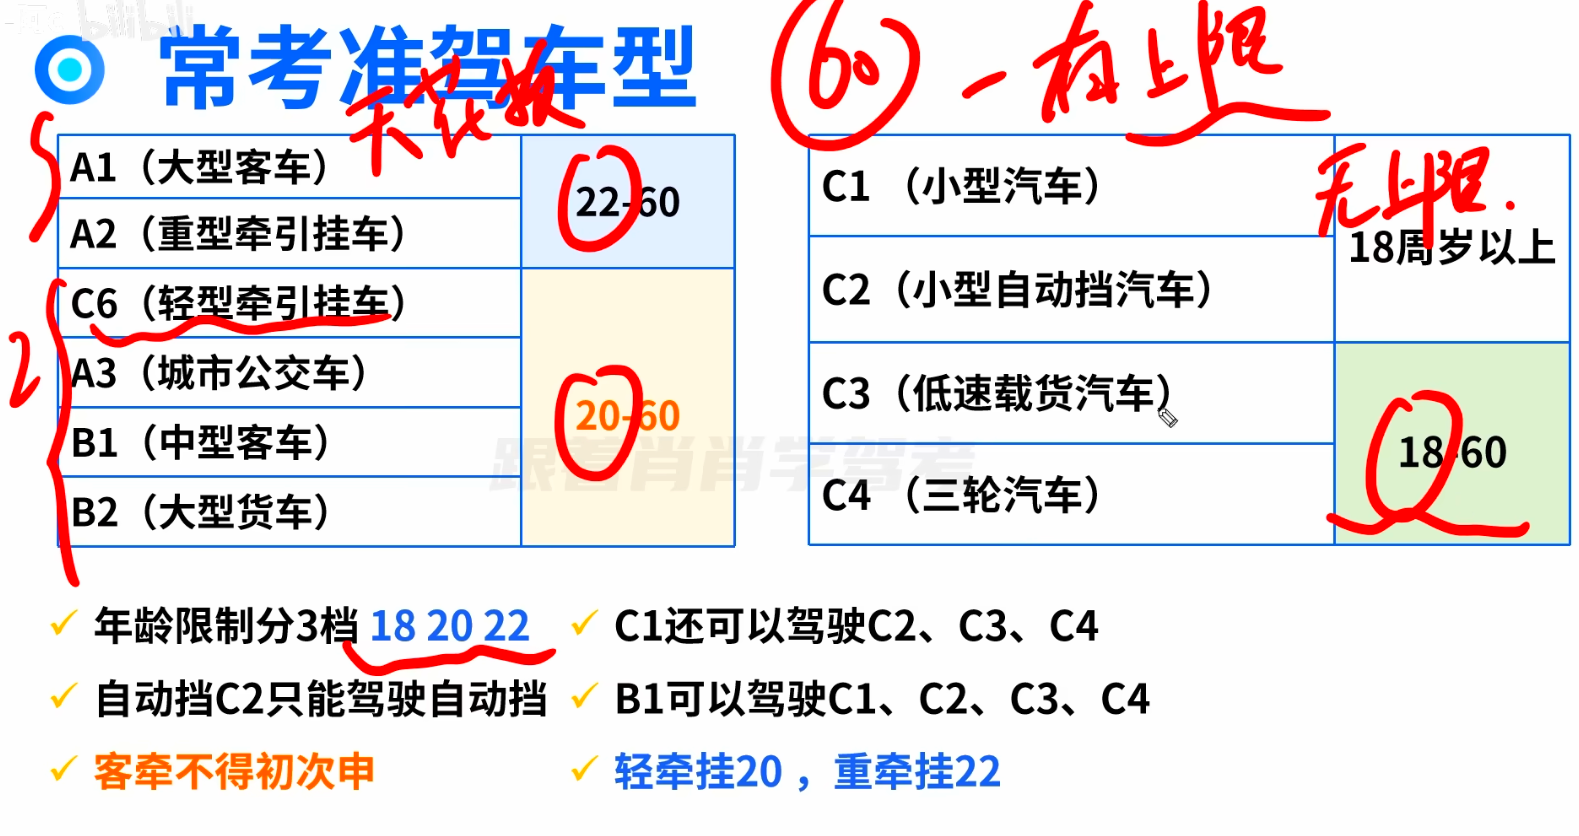 bilibili
常考准驾车型
60 - 有上限
天花板
A1（大型客车）
22-60
A2（重型牵引挂车）
C6（轻型牵引挂车）
2
A3（城市公交车）
20-60
B1（中型客车）
B2（大型货车）
C1 （小型汽车）
无上限.
18周岁以上
C2（小型自动挡汽车）
C3（低速载货汽车）
18-60
C4 （三轮汽车）
跟着肖肖学驾考
年龄限制分3档 18 20 22
C1还可以驾驶C2、C3、C4
自动挡C2只能驾驶自动挡
B1可以驾驶C1、C2、C3、C4
客牵不得初次申
轻牵挂20 ，重牵挂22